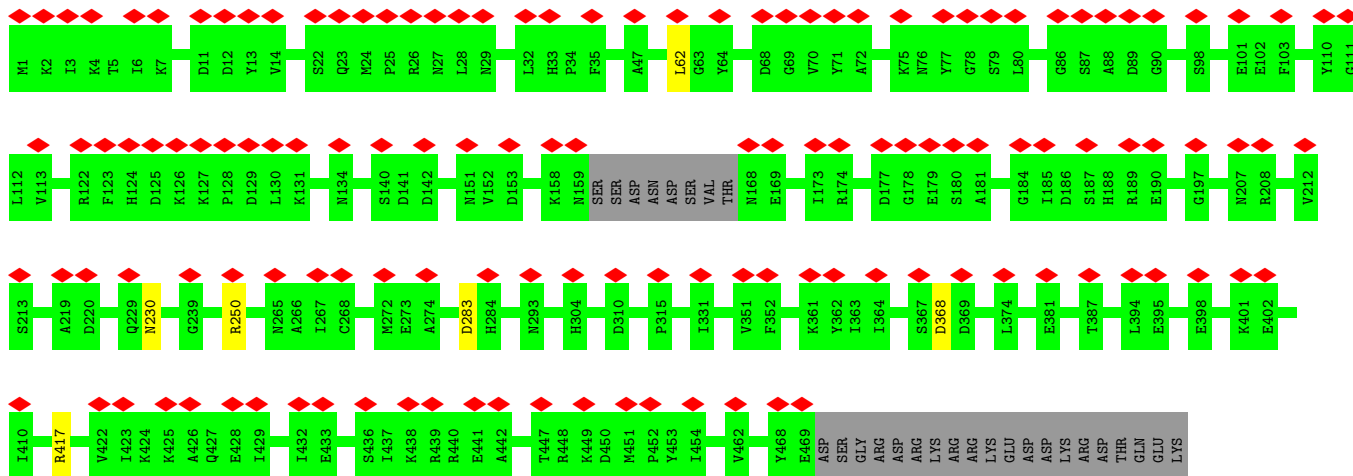 M1 K2 I3 K4 T5 I6 K7 D11 D12 Y13 V14 S22 Q23 M24 P25 R26 N27 L28 N29 L32 H33 P34 F35 A47 L62 G63 Y64 D68 G69 V70 Y71 A72 K75 N76 Y77 G78 S79 L80 G86 S87 A88 D89 G90 S98 E101 E102 F103 Y110 G111
L112 V113 R122 F123 H124 D125 K126 K127 P128 D129 L130 K131 N134 S140 D141 D142 N151 V152 D153 K158 N159 SER SER ASP ASN ASP SER VAL THR N168 E169 I173 R174 D177 G178 E179 S180 A181 G184 I185 D186 S187 H188 R189 E190 G197 N207 R208 V212
S213 A219 D220 Q229 N230 G239 R250 N265 A266 I267 C268 M272 E273 A274 D283 H284 N293 H304 D310 P315 I331 V351 F352 K361 Y362 I363 I364 S367 D368 D369 L374 E381 T387 L394 E395 E398 K401 E402
I410 R417 V422 I423 K424 K425 A426 Q427 E428 I429 I432 E433 S436 I437 K438 R439 R440 E441 A442 T447 R448 K449 D450 M451 P452 Y453 I454 V462 Y468 E469 ASP SER GLY ARG ASP ARG LYS ARG ARG LYS GLU ASP ASP LYS ARG ASP THR GLN GLU LYS